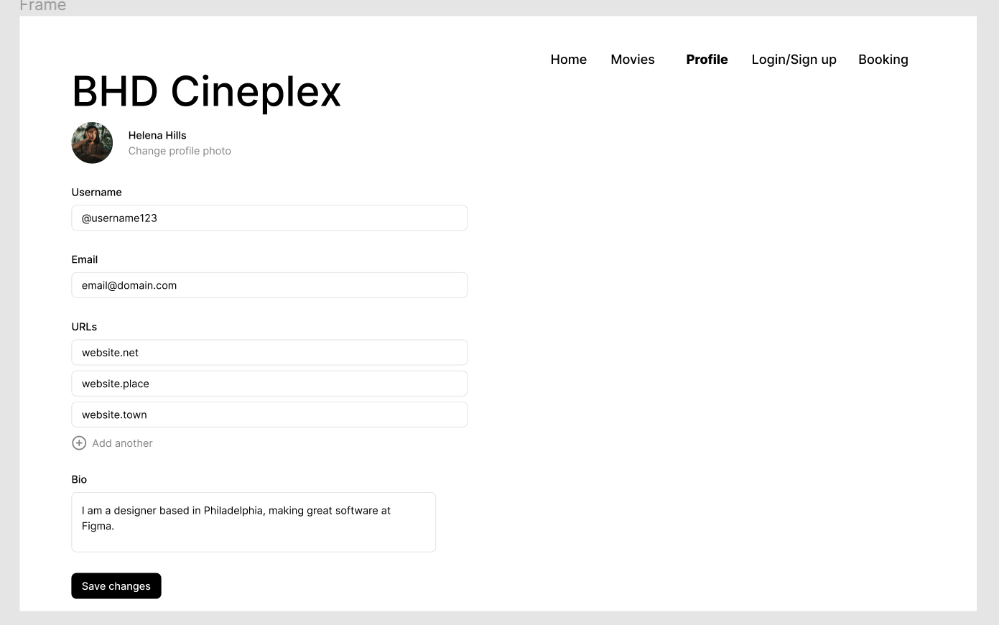 Frame
Home Movies Profile Login/Sign up Booking
BHD Cineplex
Helena Hills
Change profile photo
Username
@username123
Email
email@domain.com
URLs
website.net
website.place
website.town
Add another
Bio
I am a designer based in Philadelphia, making great software at
Figma.
Save changes